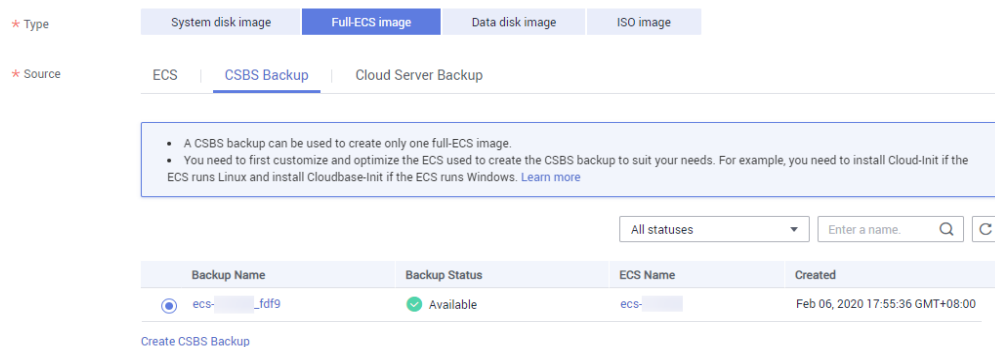 * Type System disk image Full-ECS image Data disk image ISO image
* Source ECS CSBS Backup Cloud Server Backup
• A CSBS backup can be used to create only one full-ECS image.
• You need to first customize and optimize the ECS used to create the CSBS backup to suit your needs. For example, you need to install Cloud-Init if the
ECS runs Linux and install Cloudbase-Init if the ECS runs Windows. Learn more
All statuses Enter a name.
Backup Name Backup Status ECS Name Created
ecs- _fdf9 Available ecs- Feb 06, 2020 17:55:36 GMT+08:00
Create CSBS Backup